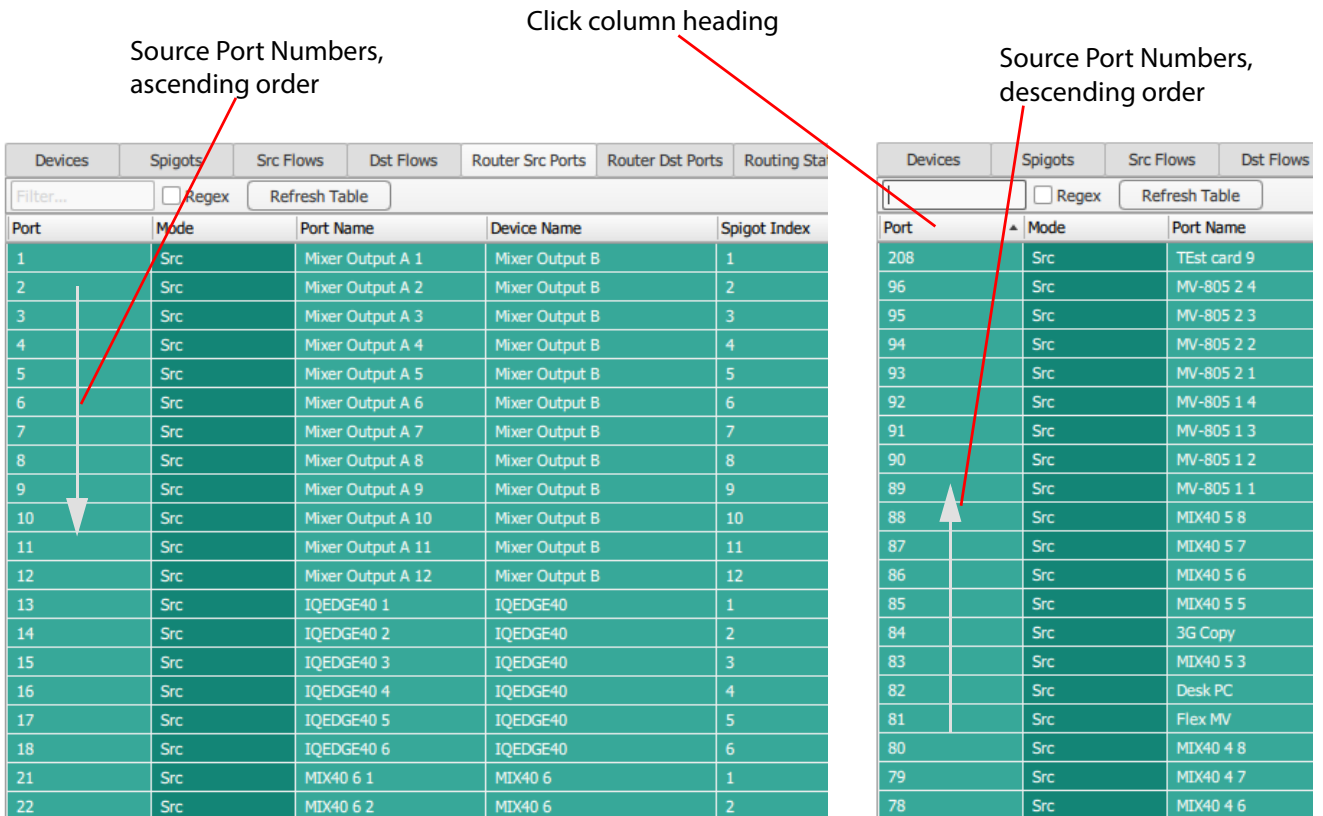 Click column heading
Source Port Numbers,
ascending order
Source Port Numbers,
descending order
Devices Spigots Src Flows Dst Flows Router Src Ports Router Dst Ports Routing Sta
Filter... Regex Refresh Table
Port Mode Port Name Device Name Spigot Index
1 Src Mixer Output A 1 Mixer Output B 1
2 Src Mixer Output A 2 Mixer Output B 2
3 Src Mixer Output A 3 Mixer Output B 3
4 Src Mixer Output A 4 Mixer Output B 4
5 Src Mixer Output A 5 Mixer Output B 5
6 Src Mixer Output A 6 Mixer Output B 6
7 Src Mixer Output A 7 Mixer Output B 7
8 Src Mixer Output A 8 Mixer Output B 8
9 Src Mixer Output A 9 Mixer Output B 9
10 Src Mixer Output A 10 Mixer Output B 10
11 Src Mixer Output A 11 Mixer Output B 11
12 Src Mixer Output A 12 Mixer Output B 12
13 Src IQEDGE40 1 IQEDGE40 1
14 Src IQEDGE40 2 IQEDGE40 2
15 Src IQEDGE40 3 IQEDGE40 3
16 Src IQEDGE40 4 IQEDGE40 4
17 Src IQEDGE40 5 IQEDGE40 5
18 Src IQEDGE40 6 IQEDGE40 6
21 Src MIX40 6 1 MIX40 6 1
22 Src MIX40 6 2 MIX40 6 2
Devices Spigots Src Flows Dst Flows
Regex Refresh Table
Port Mode Port Name
208 Src TEst card 9
96 Src MV-805 2 4
95 Src MV-805 2 3
94 Src MV-805 2 2
93 Src MV-805 2 1
92 Src MV-805 1 4
91 Src MV-805 1 3
90 Src MV-805 1 2
89 Src MV-805 1 1
88 Src MIX40 5 8
87 Src MIX40 5 7
86 Src MIX40 5 6
85 Src MIX40 5 5
84 Src 3G Copy
83 Src MIX40 5 3
82 Src Desk PC
81 Src Flex MV
80 Src MIX40 4 8
79 Src MIX40 4 7
78 Src MIX40 4 6